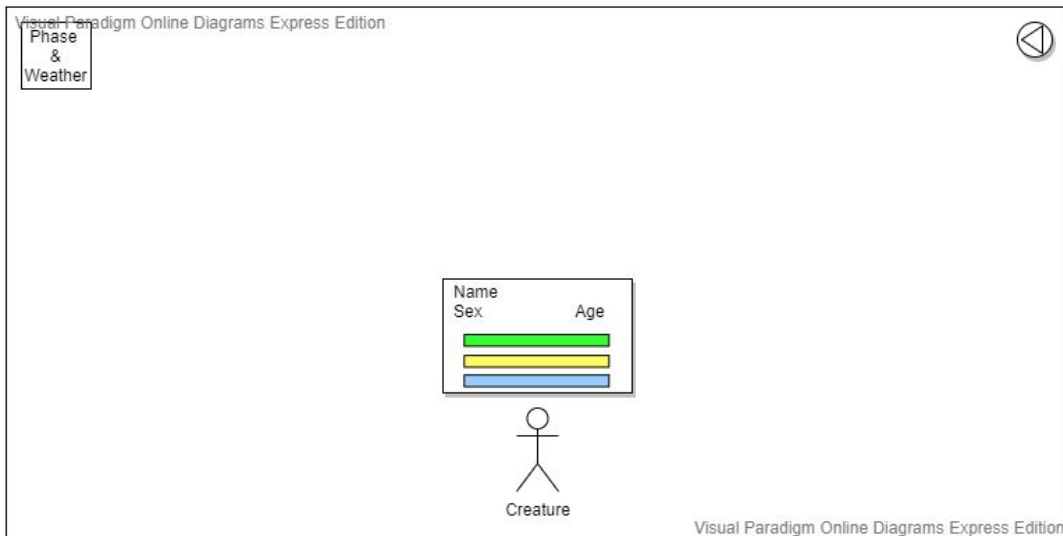 Visual Paradigm Online Diagrams Express Edition
Phase
&
Weather
Name
Sex Age
Creature
Visual Paradigm Online Diagrams Express Edition